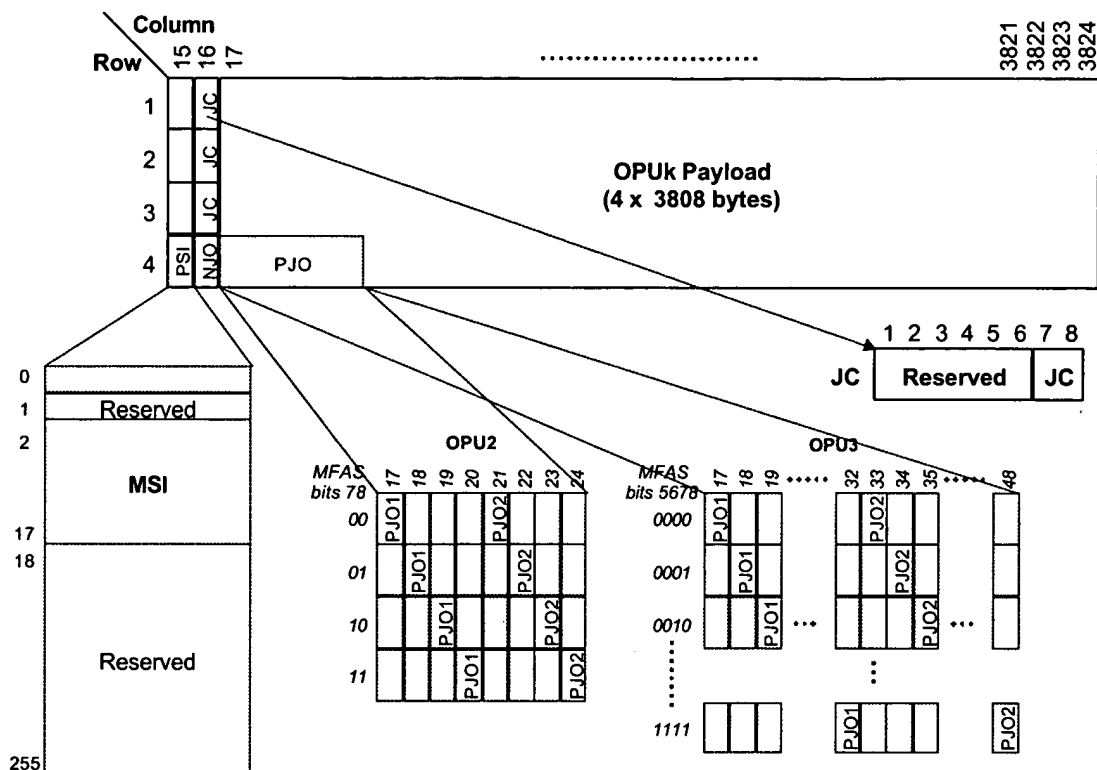 Column
Row
15 16 17 ..................... 3821 3822 3823 3824
1 JC
2 JC
3 JC
4 PSI NJO PJO
OPUk Payload
(4 x 3808 bytes)
1 2 3 4 5 6 7 8
JC Reserved JC
0
1 Reserved
2
MSI
17
18
Reserved
255
OPU2
MFAS
bits 78
17 18 19 20 21 22 23 24
00 PJO1 PJO2
01 PJO1 PJO2
10 PJO1 PJO2
11 PJO1 PJO2
OPU3
MFAS
bits 5678
17 18 19 ..... 32 33 34 35 ..... 48
0000 PJO1 PJO2
0001 PJO1 PJO2
0010 PJO1 ... PJO2 ...
1111 PJO1 PJO2